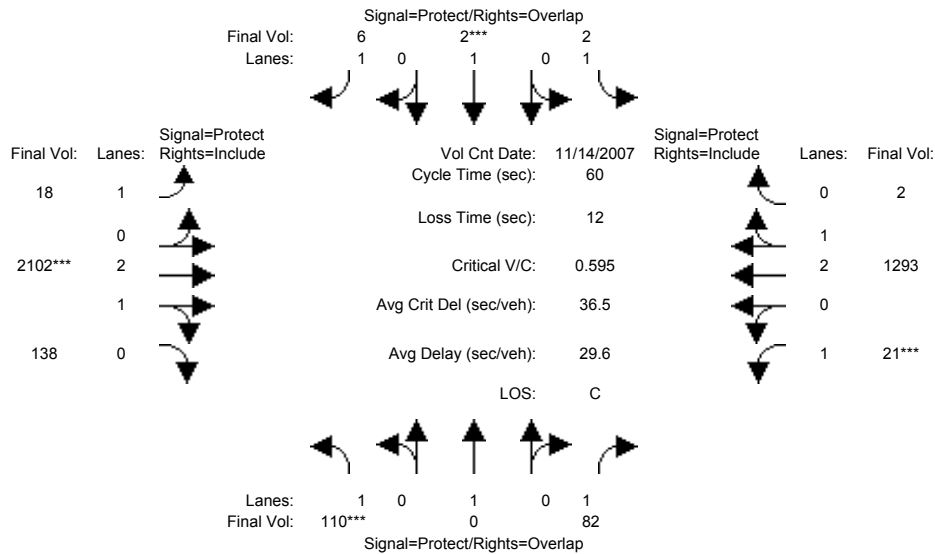 Signal=Protect/Rights=Overlap
Final Vol: 6 2*** 2
Lanes: 1 0 1 0 1
Signal=Protect Signal=Protect
Final Vol: Lanes: Rights=Include Vol Cnt Date: 11/14/2007 Rights=Include Lanes: Final Vol:
Cycle Time (sec): 60
18 1 0 2
Loss Time (sec): 12
0 1
2102*** 2 Critical V/C: 0.595 2 1293
1 Avg Crit Del (sec/veh): 36.5 0
138 0 Avg Delay (sec/veh): 29.6 1 21***
LOS: C
Lanes: 1 0 1 0 1
Final Vol: 110*** 0 82
Signal=Protect/Rights=Overlap